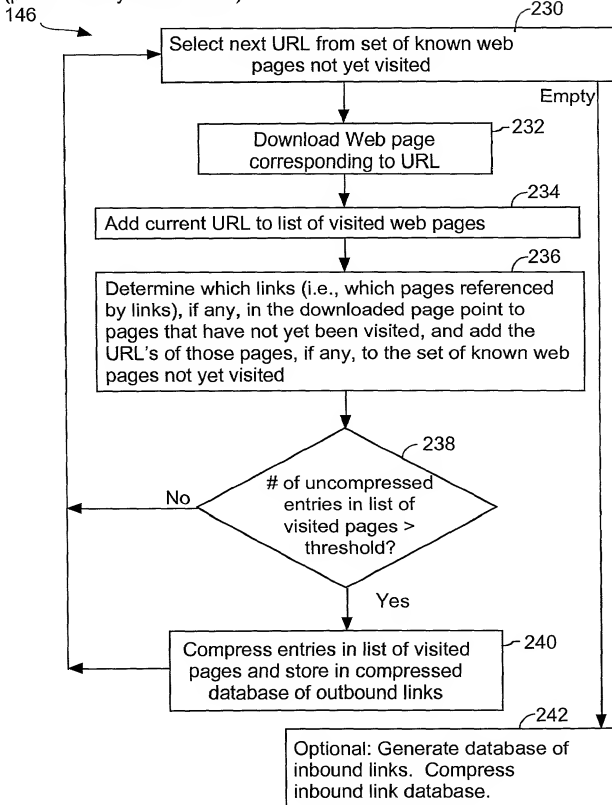 146
230
Select next URL from set of known web
pages not yet visited
Empty
232
Download Web page
corresponding to URL
234
Add current URL to list of visited web pages
236
Determine which links (i.e., which pages referenced
by links), if any, in the downloaded page point to
pages that have not yet been visited, and add the
URL's of those pages, if any, to the set of known web
pages not yet visited
238
# of uncompressed
entries in list of
visited pages >
threshold?
No
Yes
240
Compress entries in list of visited
pages and store in compressed
database of outbound links
242
Optional: Generate database of
inbound links. Compress
inbound link database.